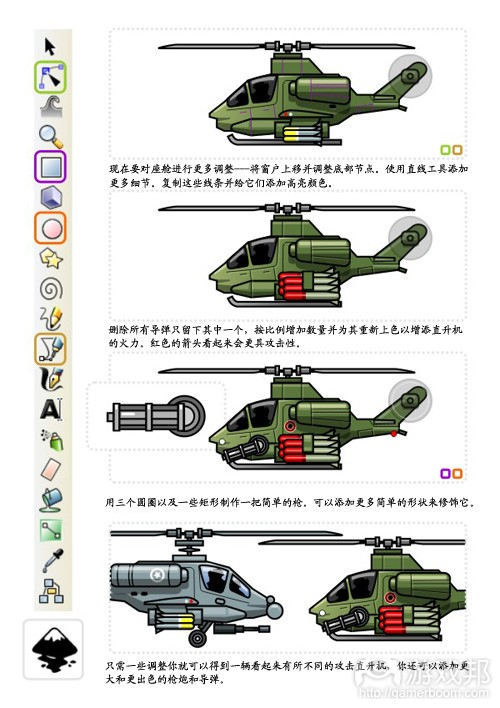 现在要对座舱进行更多调整——将窗户上移并调整底部节点。使用直线工具添加
更多细节。复制这些线条并给它们添加高亮颜色。
删除所有导弹只留下其中一个，按比例增加数量并为其重新上色以增添直升机
的火力。红色的箭头看起来会更具攻击性。
用三个圆圈以及一些矩形制作一把简单的枪。可以添加更多简单的形状来修饰它。
只需一些调整你就可以得到一辆看起来有所不同的攻击直升机。你还可以添加更
大和更出色的枪炮和导弹。
游戏邦
http://gamerboom.com